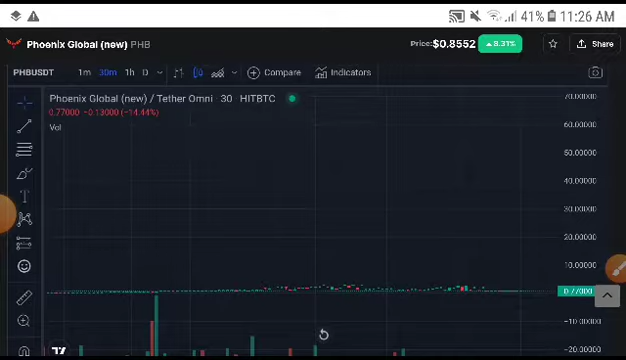 41% 11:26 AM
Phoenix Global (new) PHB Price:$0.8552 ▲ 3.31% Share
PHBUSDT 1m 30m 1h D Compare Indicators
Phoenix Global (new) / Tether Omni 30 HITBTC
0.77000 −0.13000 (−14.44%)
Vol
70.00000
60.00000
50.00000
40.00000
30.00000
20.00000
10.00000
0.77000
−10.00000
−20.00000